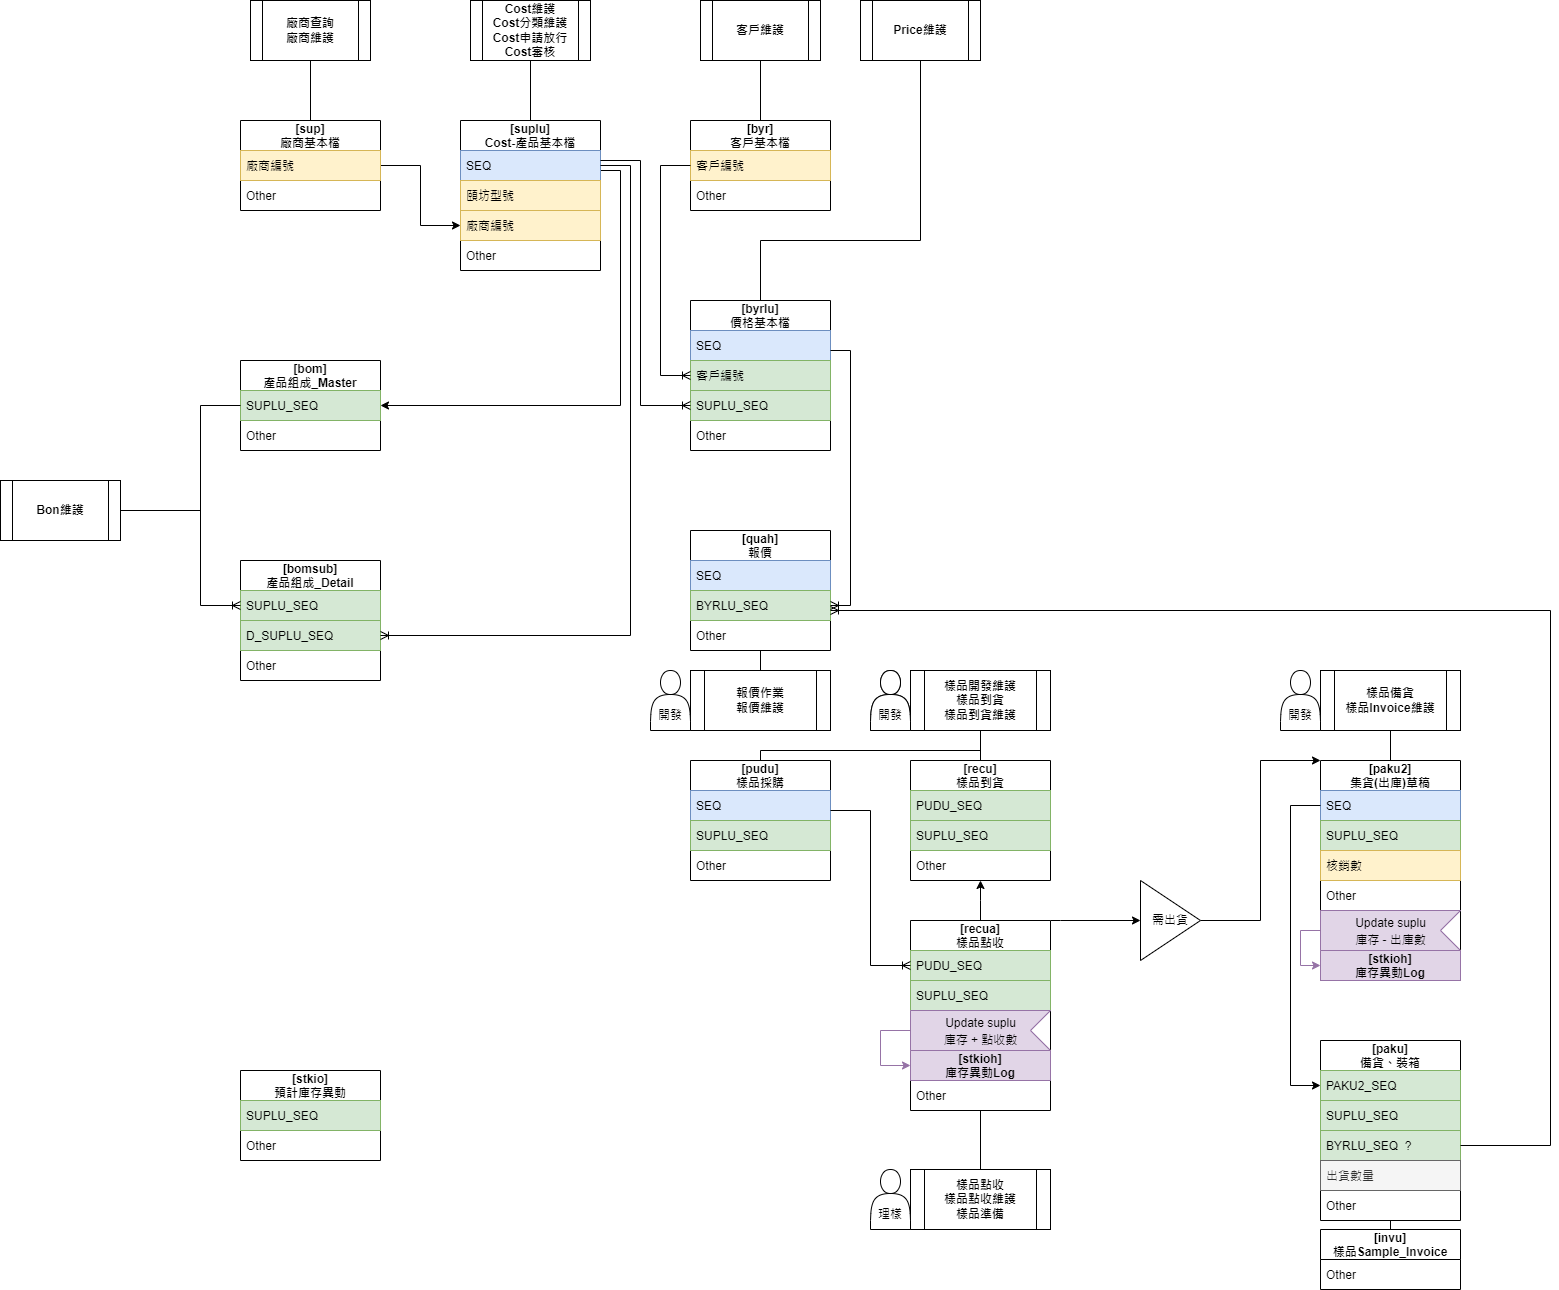 廠商查詢
廠商維護
Cost維護
Cost分類維護
Cost申請放行
Cost審核
客戶維護
Price維護
[sup]
廠商基本檔
廠商編號
Other
[suplu]
Cost-產品基本檔
SEQ
頤坊型號
廠商編號
Other
[byr]
客戶基本檔
客戶編號
Other
[byrlu]
價格基本檔
SEQ
客戶編號
SUPLU_SEQ
Other
[bom]
產品组成_Master
SUPLU_SEQ
Other
Bon維護
[bomsub]
產品组成_Detail
SUPLU_SEQ
D_SUPLU_SEQ
Other
[quah]
報價
SEQ
BYRLU_SEQ
Other
開發
報價作業
報價維護
開發
樣品開發維護
樣品到貨
樣品到貨維護
開發
樣品備貨
樣品Invoice維護
[pudu]
樣品採購
SEQ
SUPLU_SEQ
Other
[recu]
樣品到貨
PUDU_SEQ
SUPLU_SEQ
Other
[paku2]
集貨(出庫)草稿
SEQ
SUPLU_SEQ
核銷數
Other
Update suplu
庫存 - 出庫數
[stkioh]
庫存異動Log
需出貨
[recua]
樣品點收
PUDU_SEQ
SUPLU_SEQ
Update suplu
庫存 + 點收數
[stkioh]
庫存異動Log
Other
[stkio]
預計庫存異動
SUPLU_SEQ
Other
[paku]
備貨、裝箱
PAKU2_SEQ
SUPLU_SEQ
BYRLU_SEQ ?
出貨數量
Other
理樣
樣品點收
樣品點收維護
樣品準備
[invu]
樣品Sample_Invoice
Other